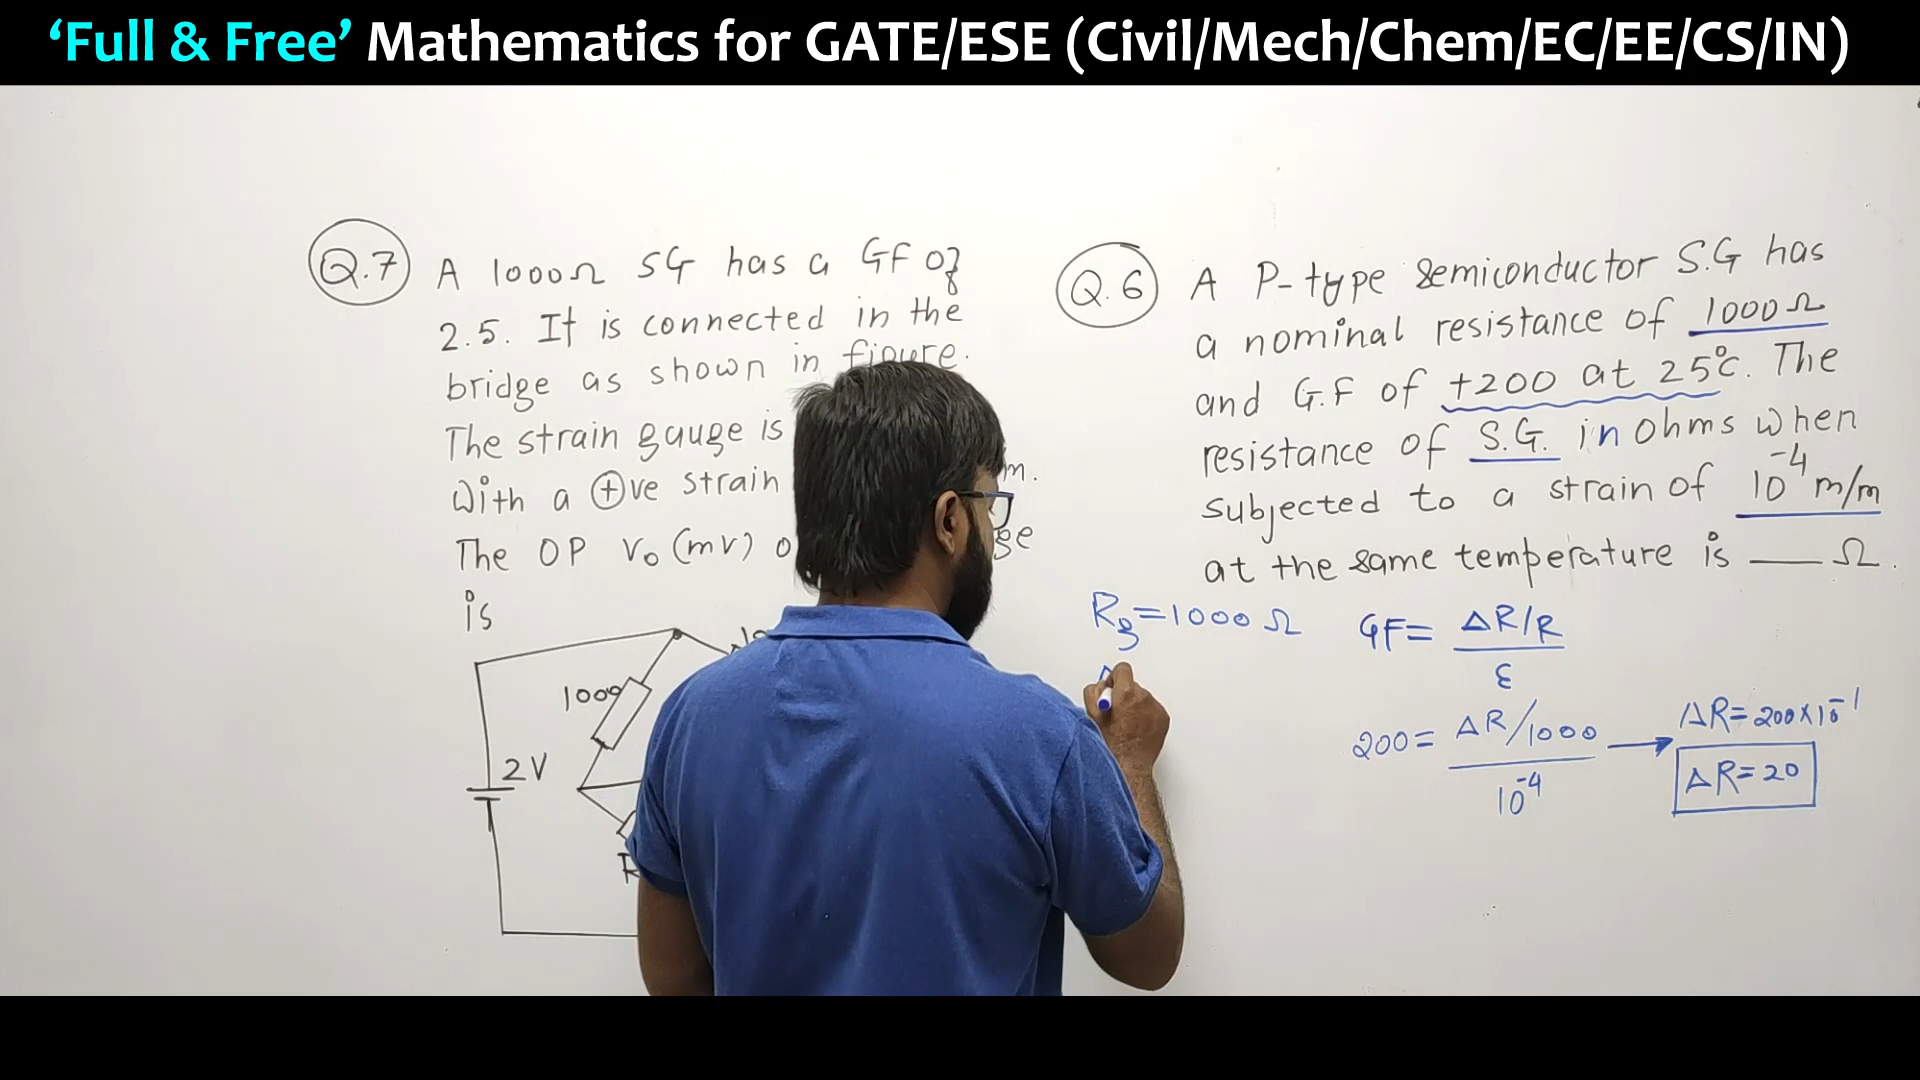 ‘Full & Free’ Mathematics for GATE/ESE (Civil/Mech/Chem/EC/EE/CS/IN)
Q.7 A 1000Ω SG has a GF of
2.5. It is connected in the
bridge as shown in figure.
The strain gauge is
With a ⊕ve strain m.
The OP Vo (mv)
is
100
2V
Q.6 A P-type semiconductor S.G has
a nominal resistance of 1000Ω
and G.F of +200 at 25°C. The
resistance of S.G. in ohms when
subjected to a strain of 10⁻⁴ m/m
at the same temperature is ___ Ω.
Rg=1000 Ω
GF= ΔR/R
ε
200= ΔR/1000
10⁻⁴
ΔR=200×10⁻¹
ΔR=20